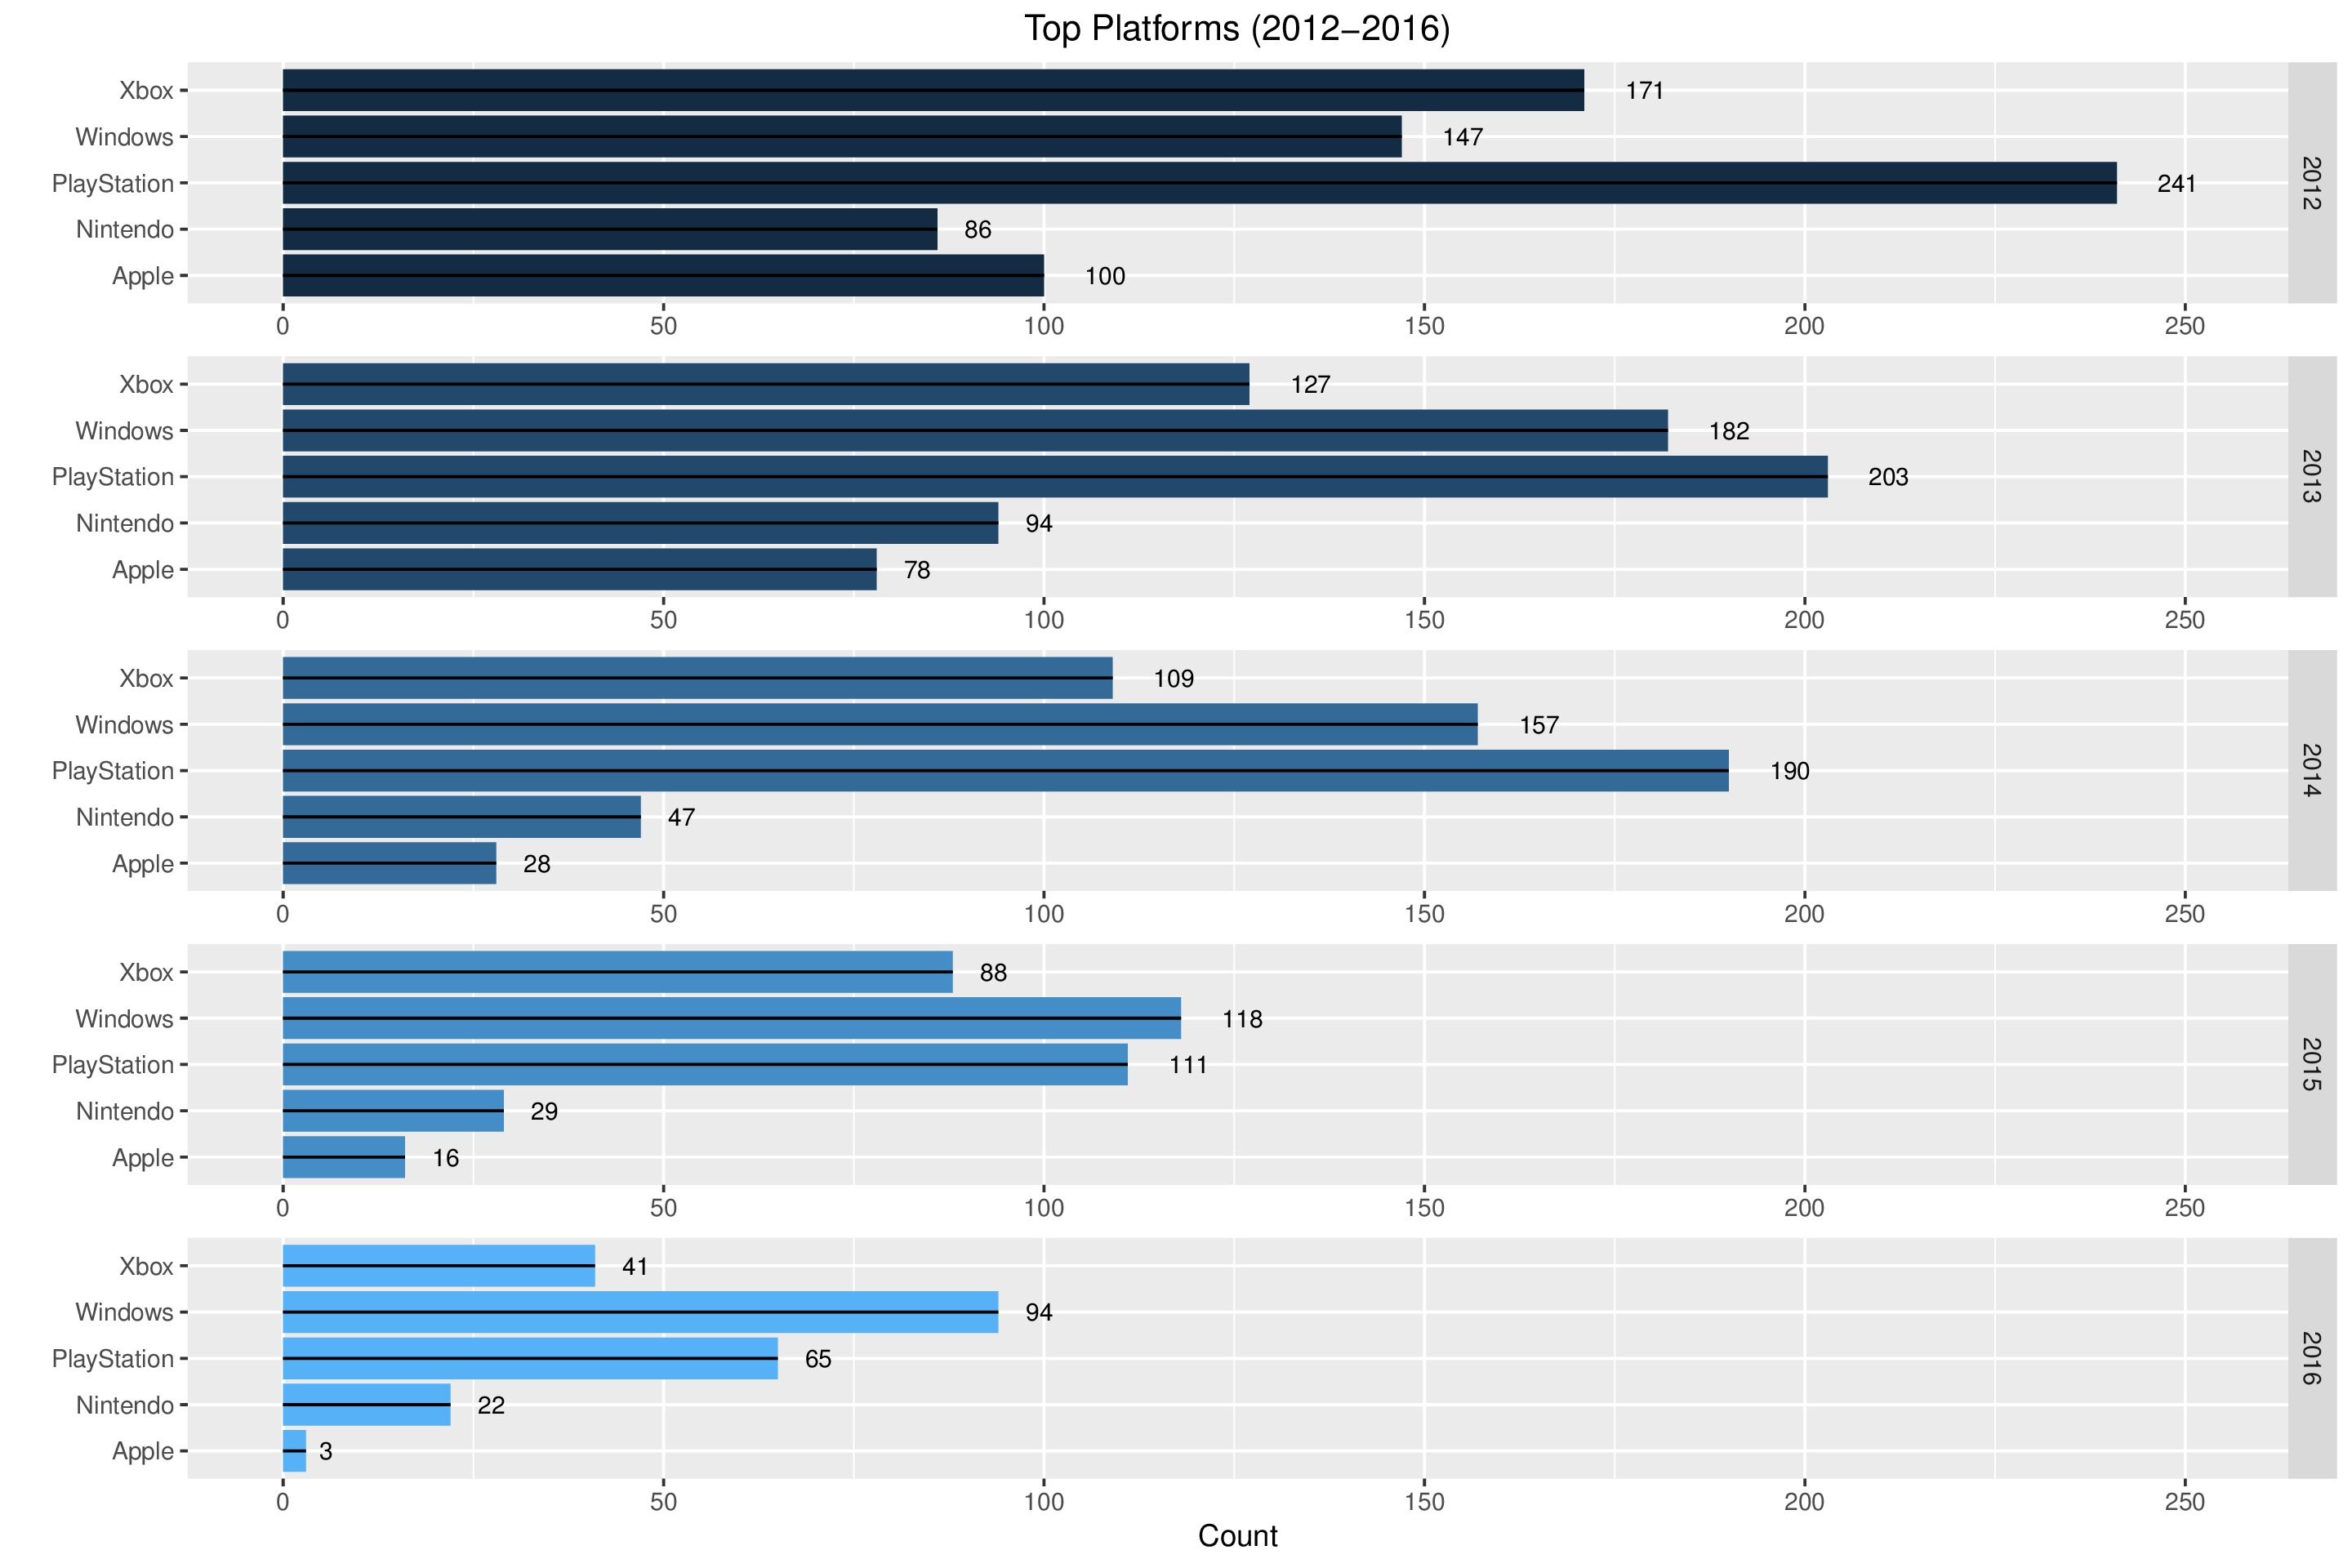 Top Platforms (2012−2016)
Xbox 171
Windows 147
PlayStation 241
Nintendo 86
Apple 100
2012
0 50 100 150 200 250
Xbox 127
Windows 182
PlayStation 203
Nintendo 94
Apple 78
2013
0 50 100 150 200 250
Xbox 109
Windows 157
PlayStation 190
Nintendo 47
Apple 28
2014
0 50 100 150 200 250
Xbox 88
Windows 118
PlayStation 111
Nintendo 29
Apple 16
2015
0 50 100 150 200 250
Xbox 41
Windows 94
PlayStation 65
Nintendo 22
Apple 3
2016
0 50 100 150 200 250
Count